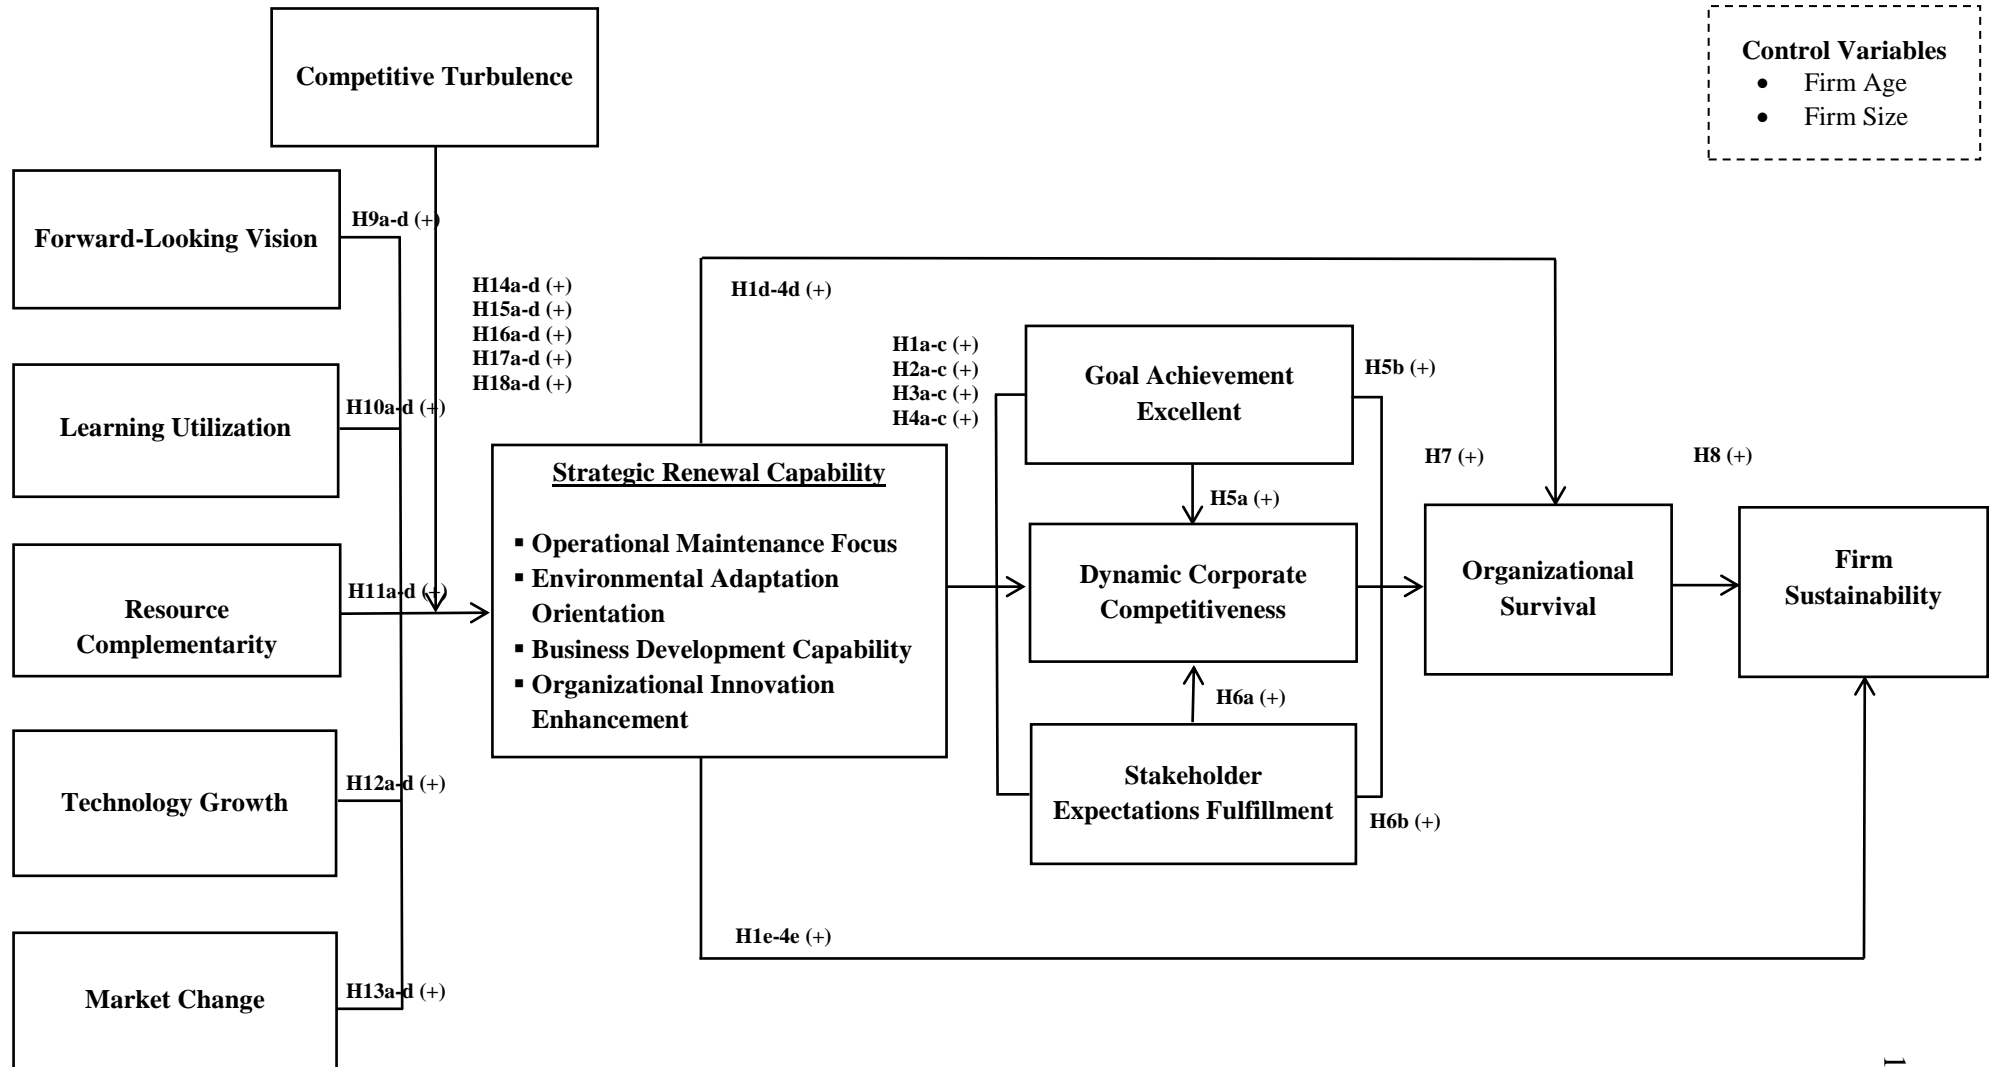 Competitive Turbulence
Control Variables
• Firm Age
• Firm Size
Forward-Looking Vision
H9a-d (+)
H14a-d (+)
H15a-d (+)
H16a-d (+)
H17a-d (+)
H18a-d (+)
H1d-4d (+)
Learning Utilization
H10a-d (+)
H1a-c (+)
H2a-c (+)
H3a-c (+)
H4a-c (+)
Goal Achievement
Excellent
H5b (+)
H5a (+)
Strategic Renewal Capability
▪ Operational Maintenance Focus
▪ Environmental Adaptation
Orientation
▪ Business Development Capability
▪ Organizational Innovation
Enhancement
Resource
Complementarity
H11a-d (+)
Dynamic Corporate
Competitiveness
H7 (+)
Organizational
Survival
H8 (+)
Firm
Sustainability
H6a (+)
Stakeholder
Expectations Fulfillment
H6b (+)
Technology Growth
H12a-d (+)
H1e-4e (+)
Market Change
H13a-d (+)
1